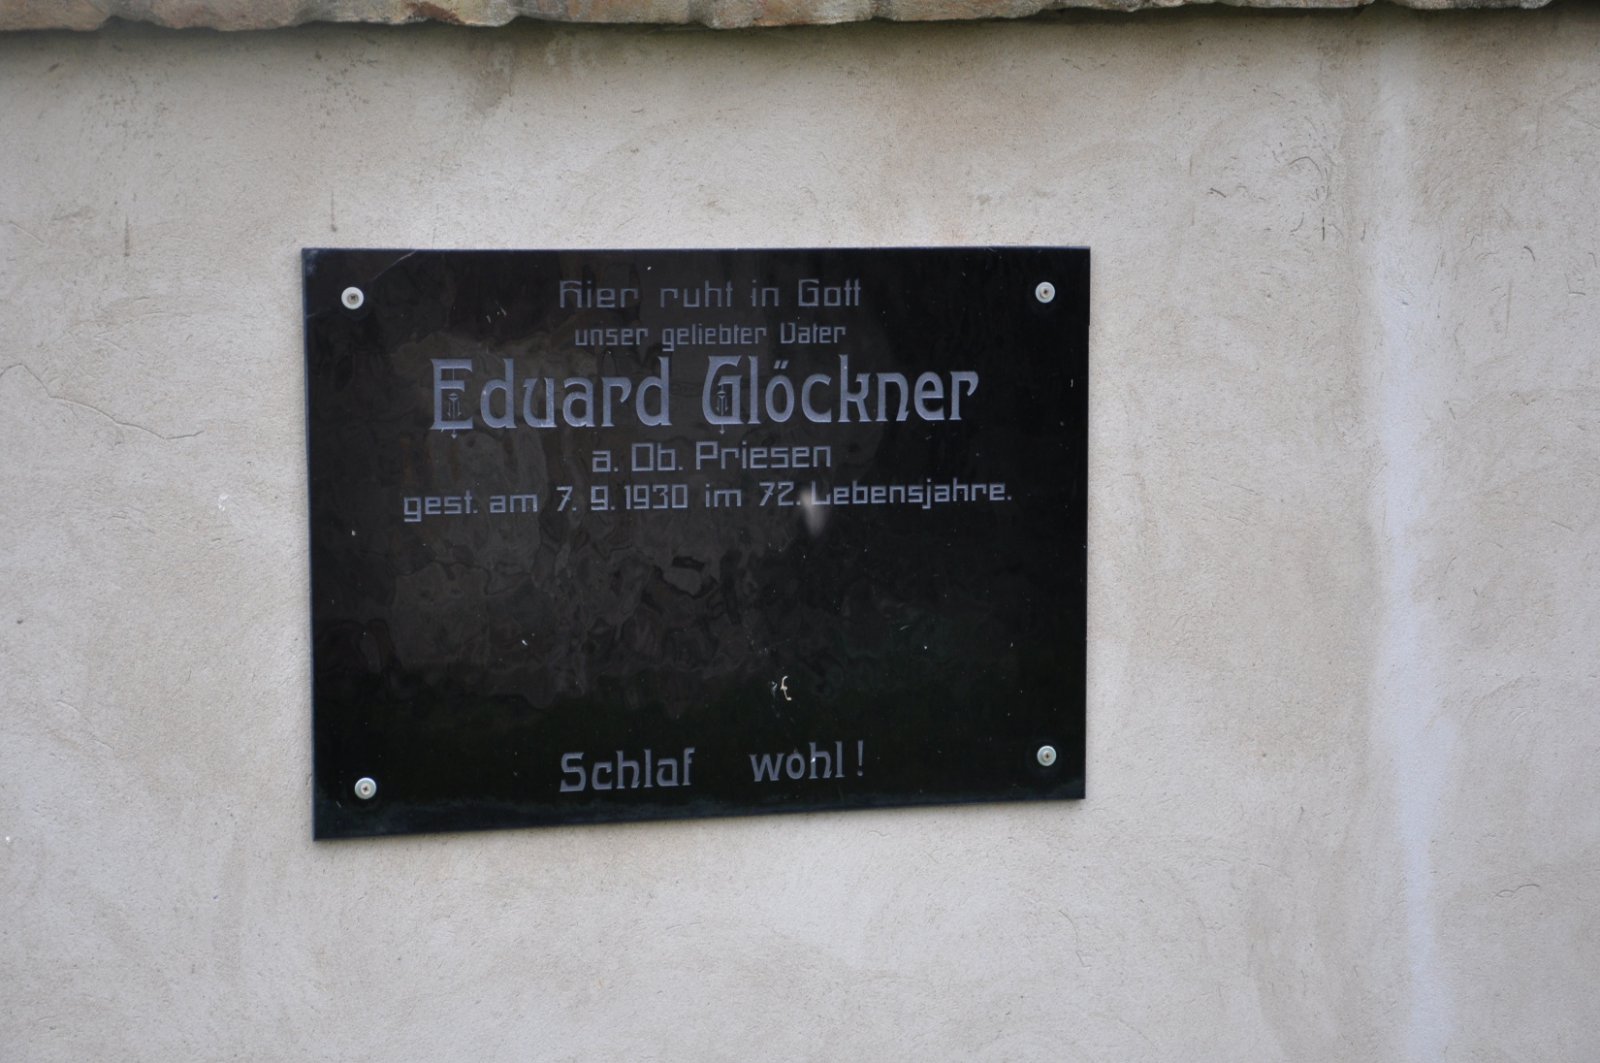 Hier ruht in Gott
unser geliebter Vater
Eduard Glöckner
a. Ob. Priesen
gest. am 7. 9. 1930 im 72. Lebensjahre.
Schlaf wohl!